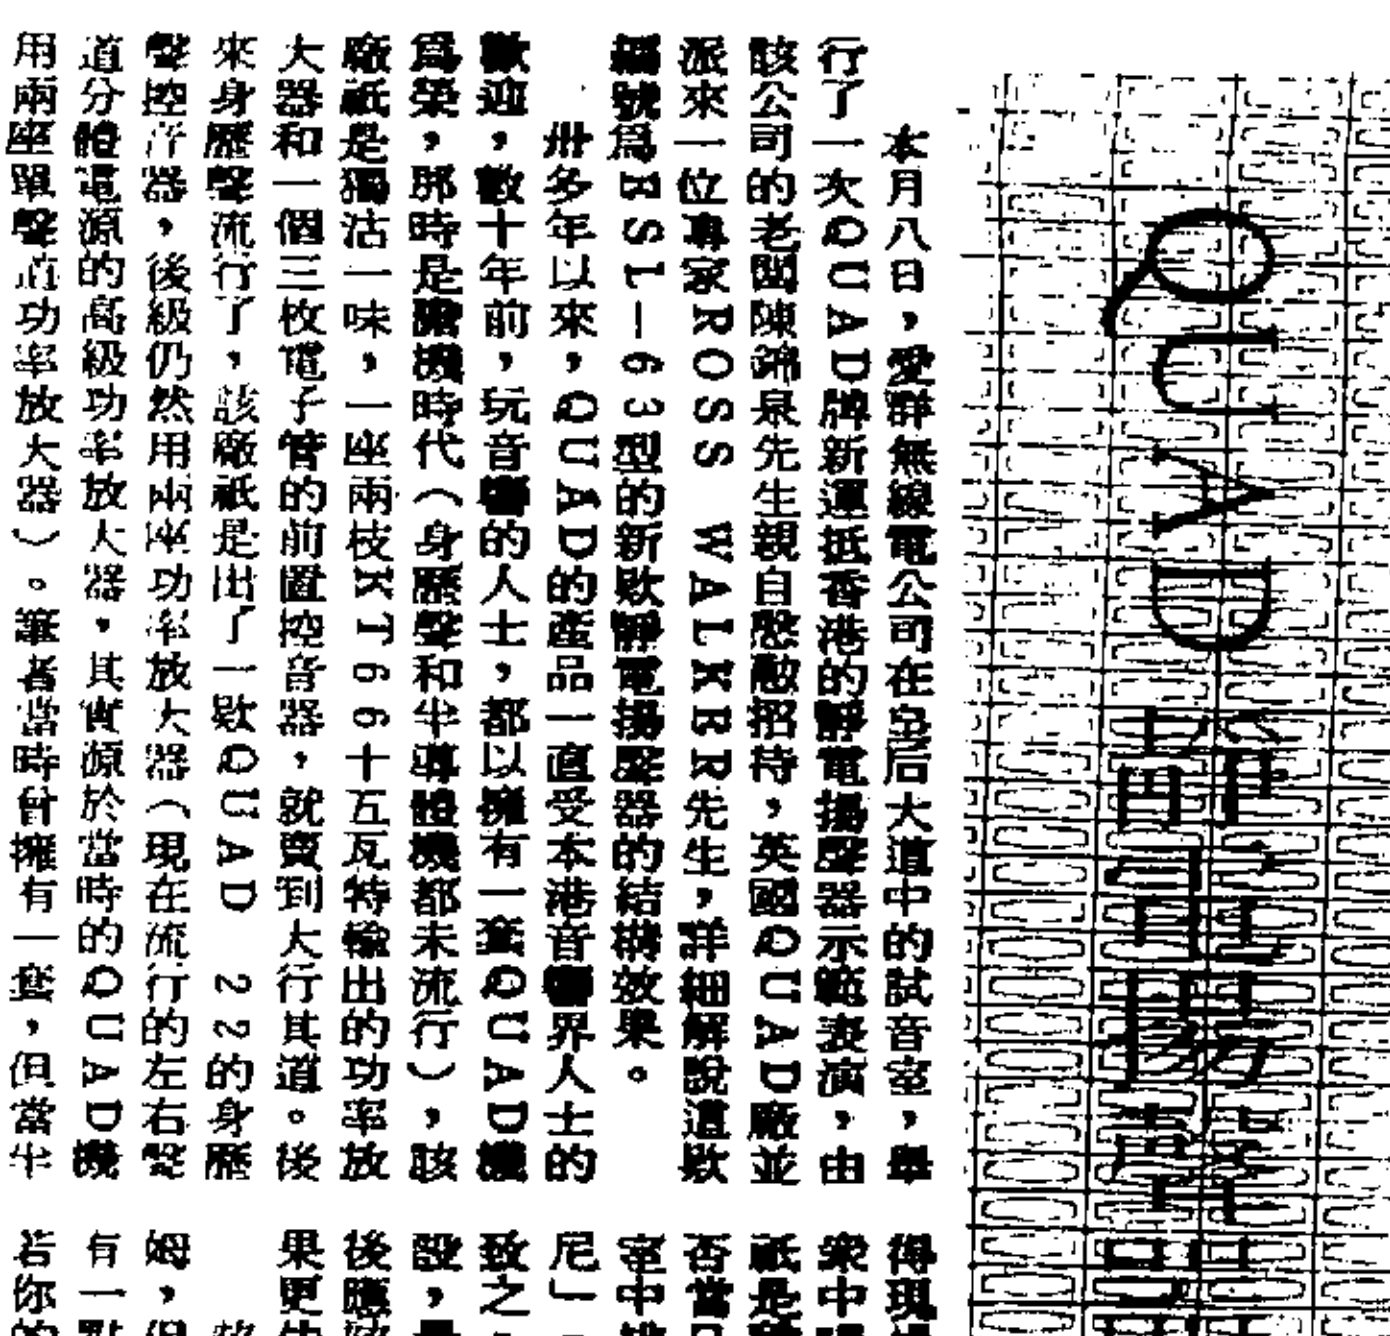 QUAD靜電揚聲
本月八日，愛群無線電公司在皇后大道中的試音室，舉
行了一次QUAD牌新運抵香港的靜電揚聲器示範表演，由
該公司的老闆陳錦泉先生親自慇懃招待，英國QUAD廠並
派來一位專家ROSS WALKRR先生，詳細解說這欵
編號爲RSL—63型的新欵靜電揚聲器的結構效果。
卅多年以來，QUAD的產品一直受本港音響界人士的
歡迎，數十年前，玩音響的人士，都以擁有一套QUAD機
爲榮，那時是膽機時代（身歷聲和半導體機都未流行），該
廠祇是獨沽一味，一座兩枝KT66十五瓦特輸出的功率放
大器和一個三枚電子管的前置控音器，就賣到大行其道。後
來身歷聲流行了，該廠祇是出了一欵QUAD 22的身歷
聲控音器，後級仍然用兩座功率放大器（現在流行的左右聲
道分體電源的高級功率放大器，其實源於當時的QUAD機
用兩座單聲道功率放大器）。筆者當時曾擁有一套，但當半
得現
衆中
祇是
否當
室中
尼」
致之
設，
後應
果更
姆，
有一點
若你的